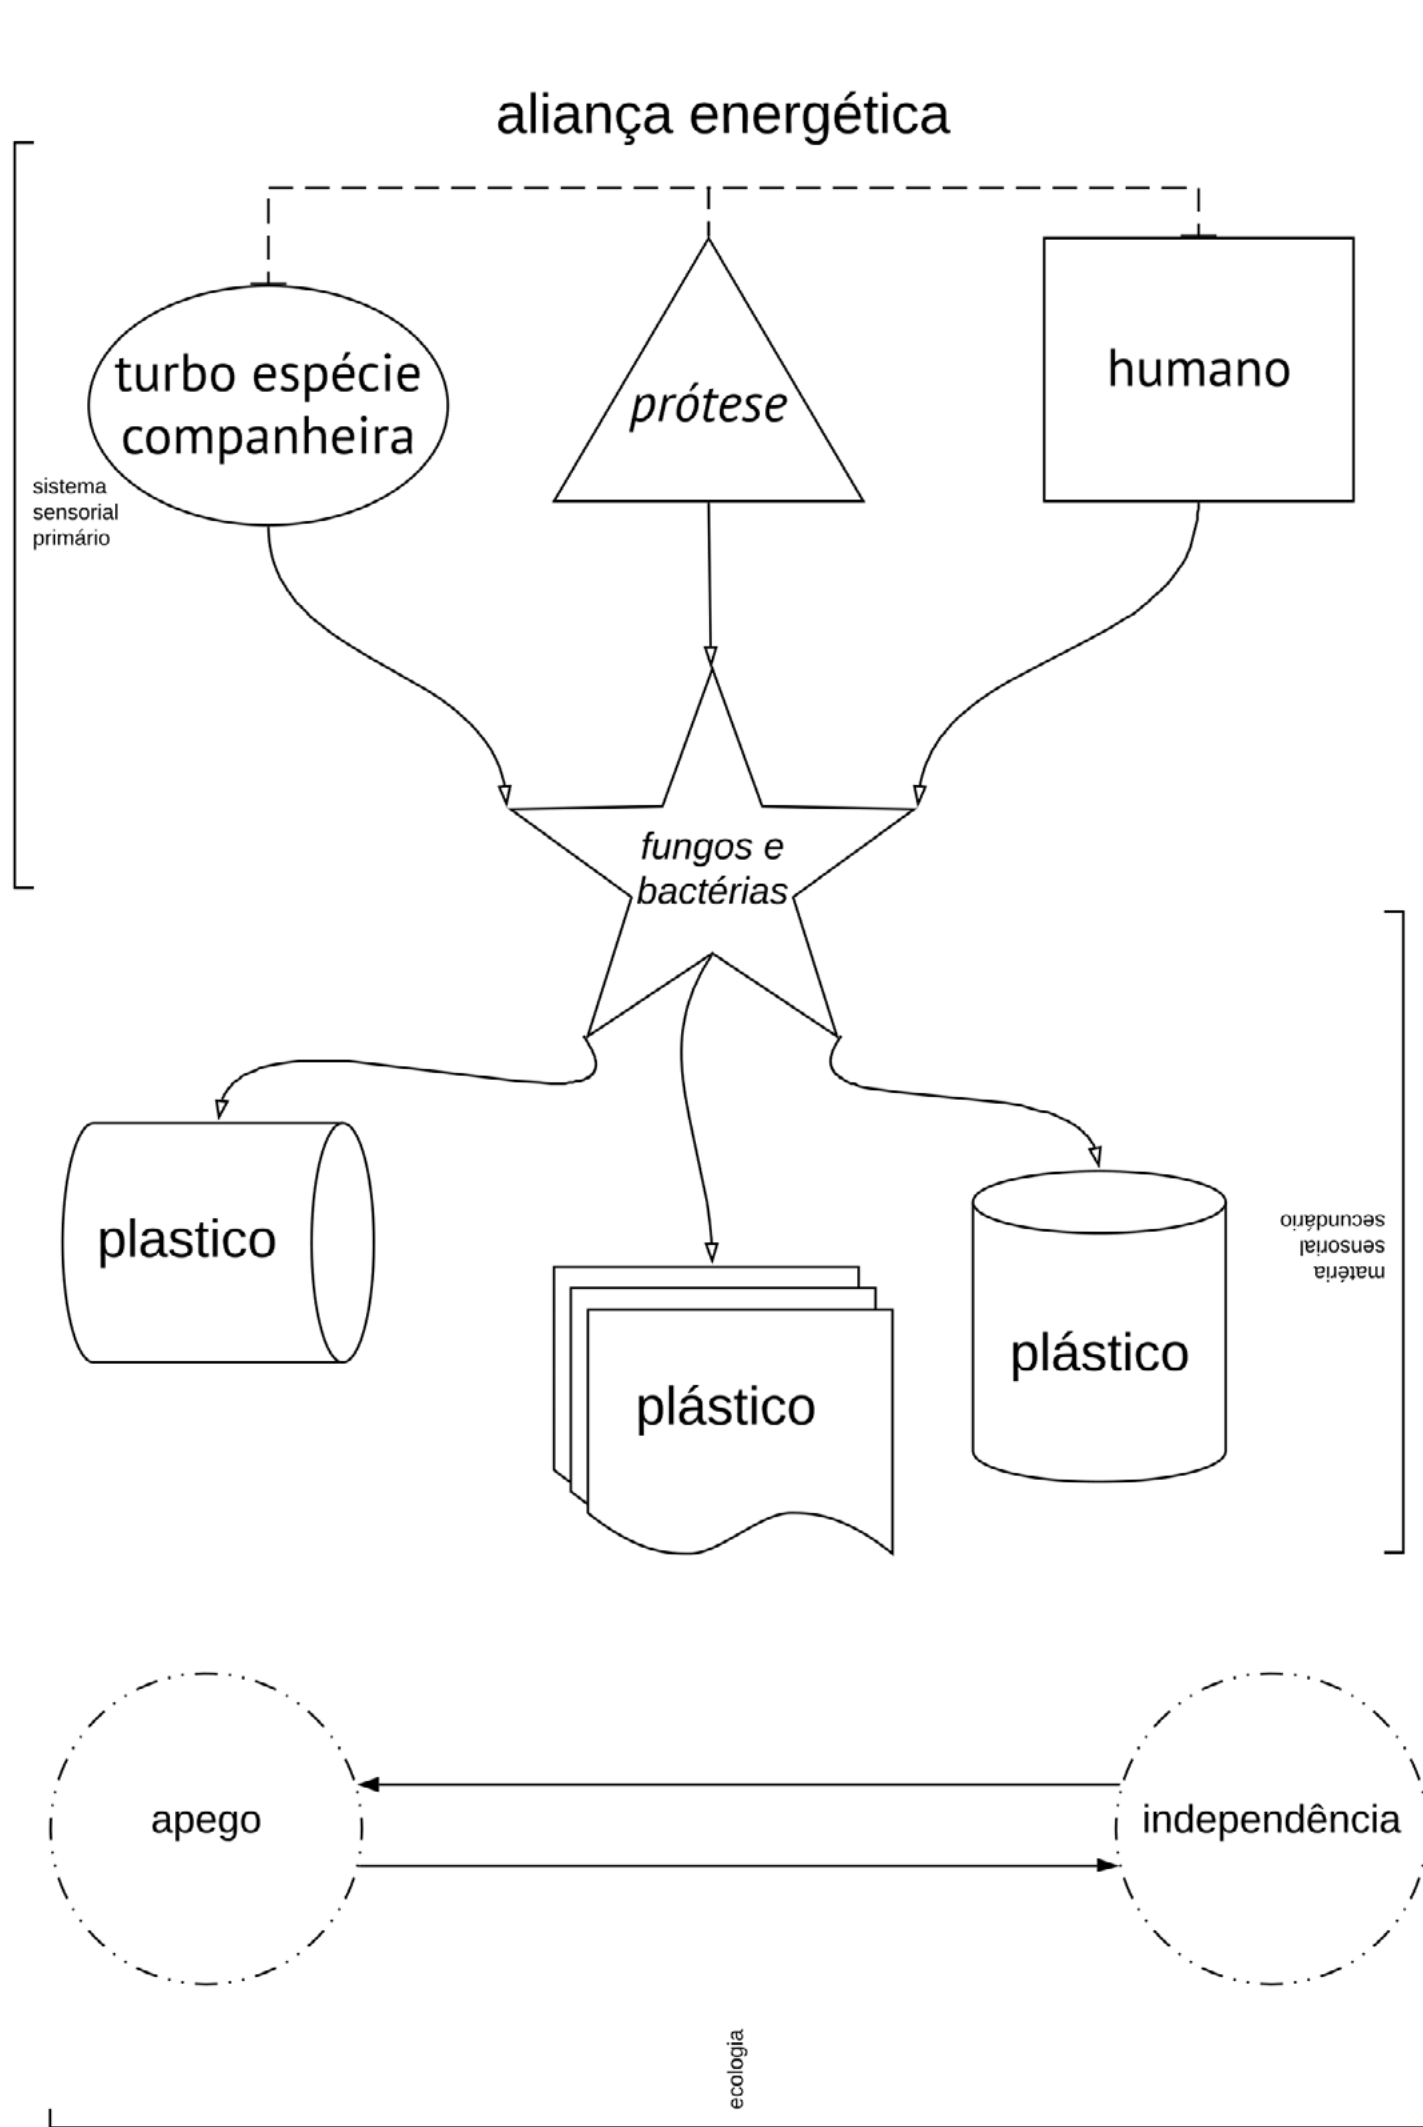 aliança energética
turbo espécie
companheira
prótese
humano
sistema
sensorial
primário
fungos e
bactérias
plastico
plástico
plástico
matéria
sensorial
secundário
apego
independência
ecologia